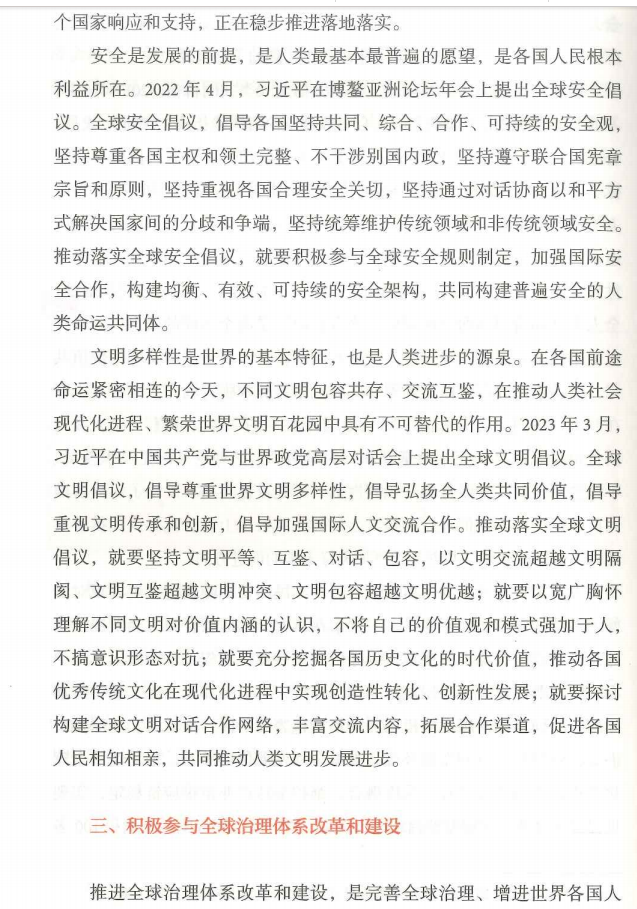 个国家响应和支持，正在稳步推进落地落实。
安全是发展的前提，是人类最基本最普遍的愿望，是各国人民根本
利益所在。2022 年 4 月，习近平在博鳌亚洲论坛年会上提出全球安全倡
议。全球安全倡议，倡导各国坚持共同、综合、合作、可持续的安全观，
坚持尊重各国主权和领土完整、不干涉别国内政，坚持遵守联合国宪章
宗旨和原则，坚持重视各国合理安全关切，坚持通过对话协商以和平方
式解决国家间的分歧和争端，坚持统筹维护传统领域和非传统领域安全。
推动落实全球安全倡议，就要积极参与全球安全规则制定，加强国际安
全合作，构建均衡、有效、可持续的安全架构，共同构建普遍安全的人
类命运共同体。
文明多样性是世界的基本特征，也是人类进步的源泉。在各国前途
命运紧密相连的今天，不同文明包容共存、交流互鉴，在推动人类社会
现代化进程、繁荣世界文明百花园中具有不可替代的作用。2023 年 3 月，
习近平在中国共产党与世界政党高层对话会上提出全球文明倡议。全球
文明倡议，倡导尊重世界文明多样性，倡导弘扬全人类共同价值，倡导
重视文明传承和创新，倡导加强国际人文交流合作。推动落实全球文明
倡议，就要坚持文明平等、互鉴、对话、包容，以文明交流超越文明隔
阂、文明互鉴超越文明冲突、文明包容超越文明优越；就要以宽广胸怀
理解不同文明对价值内涵的认识，不将自己的价值观和模式强加于人，
不搞意识形态对抗；就要充分挖掘各国历史文化的时代价值，推动各国
优秀传统文化在现代化进程中实现创造性转化、创新性发展；就要探讨
构建全球文明对话合作网络，丰富交流内容，拓展合作渠道，促进各国
人民相知相亲，共同推动人类文明发展进步。
三、积极参与全球治理体系改革和建设
推进全球治理体系改革和建设，是完善全球治理、增进世界各国人